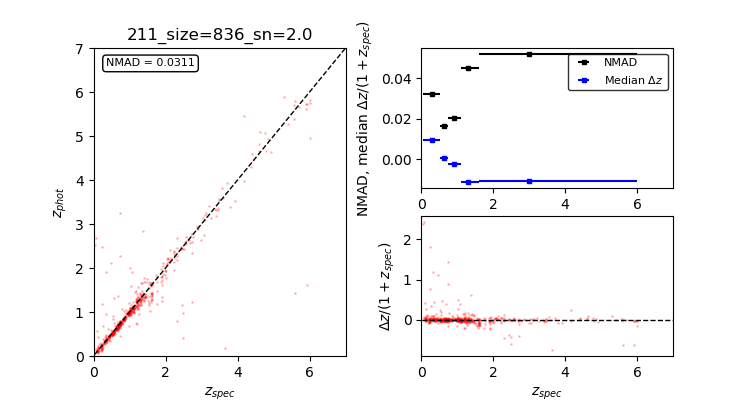 211_size=836_sn=2.0
NMAD = 0.0311
z_phot
7
6
5
4
3
2
1
0
0 2 4 6
z_spec
NMAD, median Δz/(1 + z_spec)
0.04
0.02
0.00
NMAD
Median Δz
0 2 4 6
Δz/(1 + z_spec)
2
1
0
0 2 4 6
z_spec